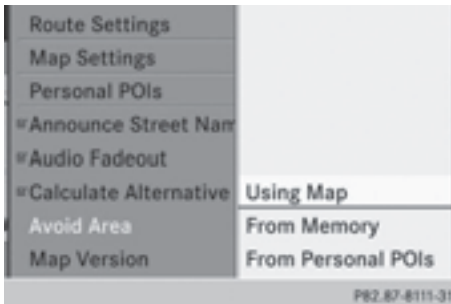 Route Settings
Map Settings
Personal POIs
Announce Street Nam
Audio Fadeout
Calculate Alternative
Using Map
Avoid Area
From Memory
Map Version
From Personal POIs
P82.87-8111-31